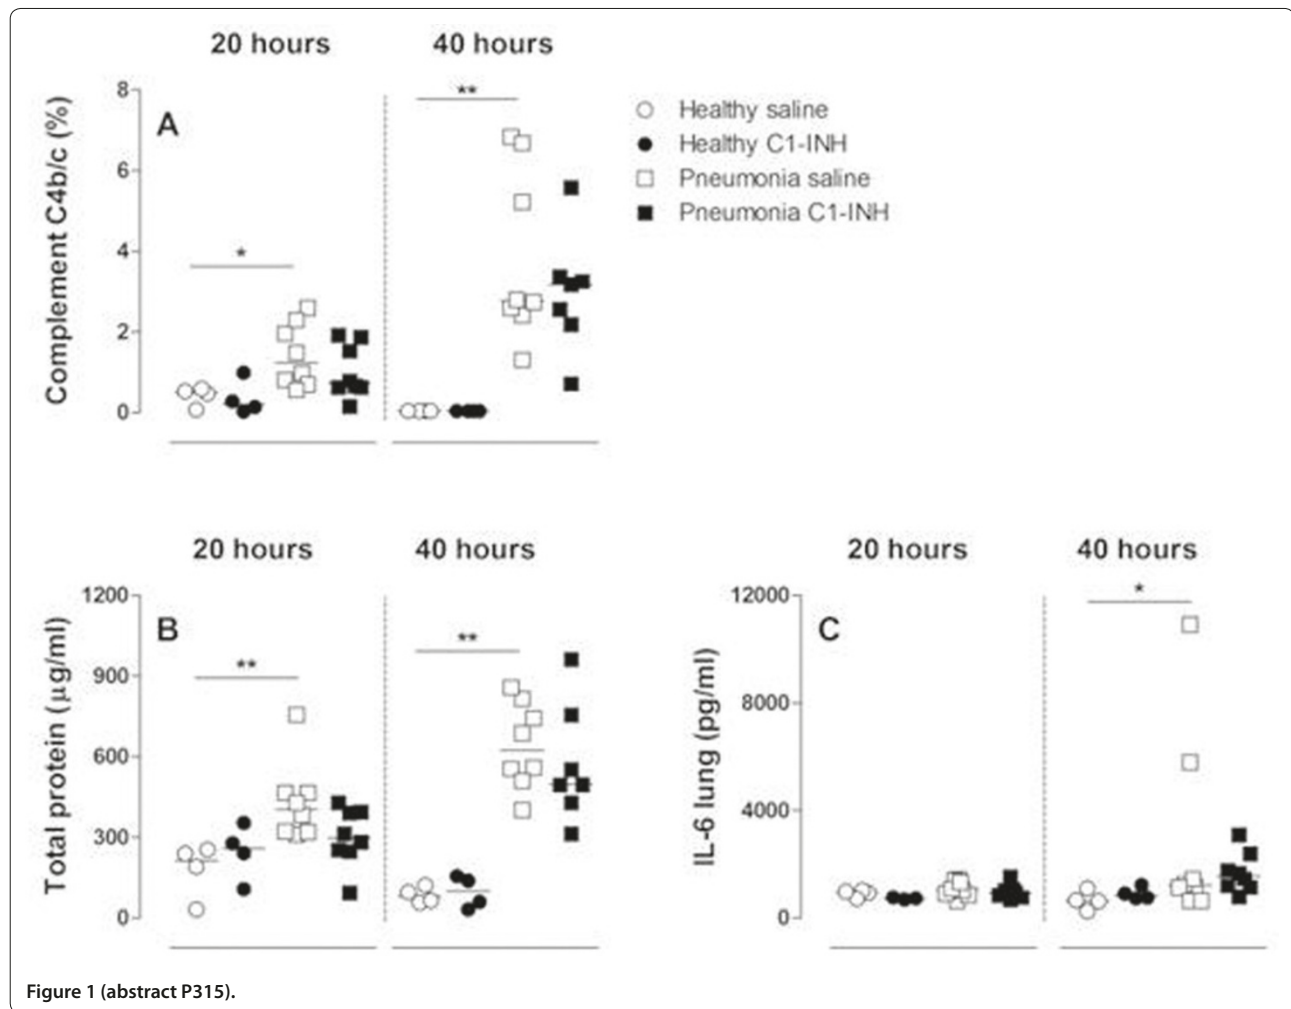 20 hours
40 hours
Complement C4b/c (%)
8
6
4
2
0
A
*
**
Healthy saline
Healthy C1-INH
Pneumonia saline
Pneumonia C1-INH
20 hours
40 hours
Total protein (µg/ml)
1200
900
600
300
0
B
**
**
20 hours
40 hours
IL-6 lung (pg/ml)
12000
8000
4000
0
C
*
Figure 1 (abstract P315).